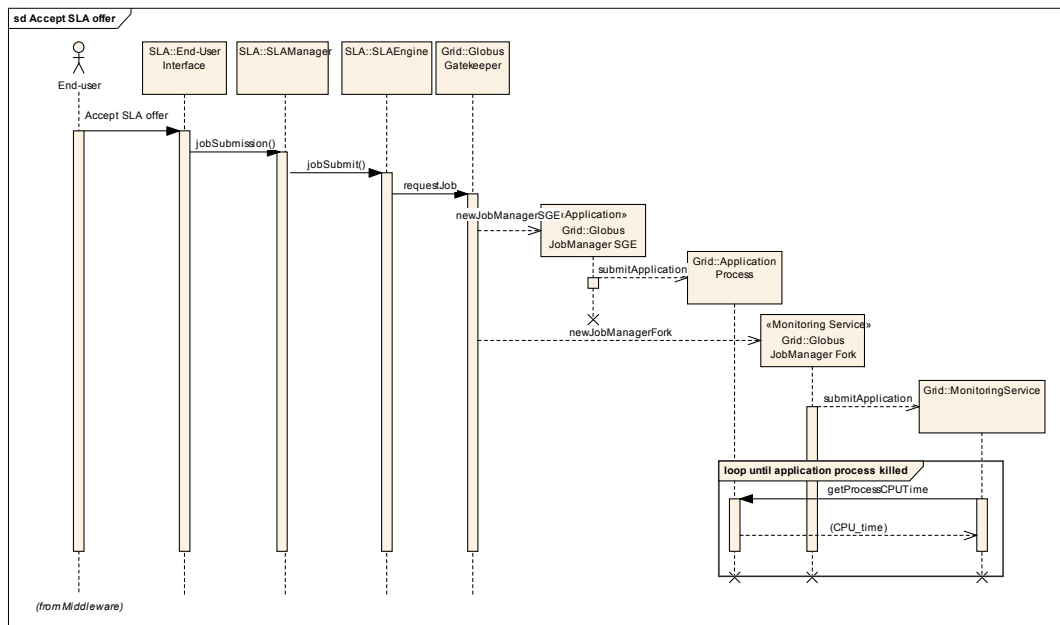 sd Accept SLA offer
End-user
SLA::End-User
Interface
SLA::SLAManager
SLA::SLAEngine
Grid::Globus
Gatekeeper
Accept SLA offer
jobSubmission()
jobSubmit()
requestJob
newJobManagerSGE
«Application»
Grid::Globus
JobManager SGE
submitApplication
Grid::Application
Process
newJobManagerFork
«Monitoring Service»
Grid::Globus
JobManager Fork
submitApplication
Grid::MonitoringService
loop until application process killed
getProcessCPUTime
(CPU_time)
(from Middleware)